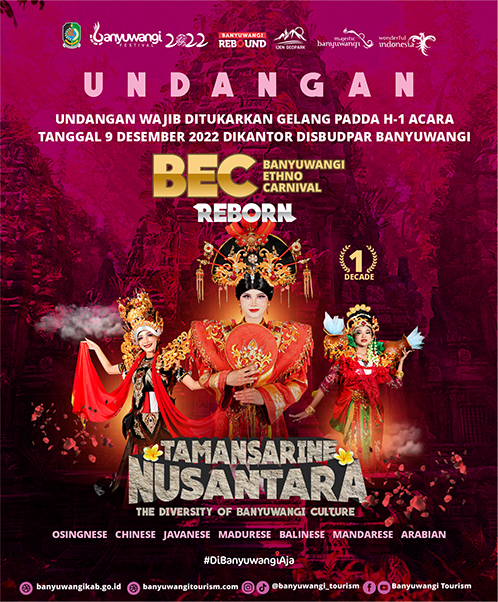 Banyuwangi FESTIVAL 2022 BANYUWANGI REBOUND IJEN GEOPARK majestic banyuwangi wonderful indonesia
UNDANGAN
UNDANGAN WAJIB DITUKARKAN GELANG PADDA H-1 ACARA
TANGGAL 9 DESEMBER 2022 DIKANTOR DISBUDPAR BANYUWANGI
BEC BANYUWANGI
ETHNO
CARNIVAL
REBORN
1
DECADE
TAMANSARINE
NUSANTARA
THE DIVERSITY OF BANYUWANGI CULTURE
OSINGNESE CHINESE JAVANESE MADURESE BALINESE MANDARESE ARABIAN
#DiBanyuwangiAja
banyuwangikab.go.id banyuwangitourism.com @banyuwangi_tourism Banyuwangi Tourism